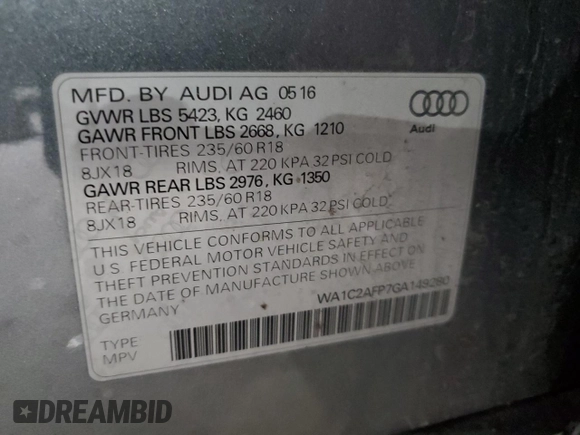 MFD. BY AUDI AG 05 16
GVWR LBS 5423, KG 2460
GAWR FRONT LBS 2668, KG 1210
FRONT-TIRES 235/60 R18
8JX18 RIMS, AT 220 KPA 32 PSI COLD
GAWR REAR LBS 2976, KG 1350
REAR-TIRES 235/60 R18
8JX18 RIMS, AT 220 KPA 32 PSI COLD
Audi
THIS VEHICLE CONFORMS TO ALL APPLICABLE
U.S. FEDERAL MOTOR VEHICLE SAFETY AND
THEFT PREVENTION STANDARDS IN EFFECT ON
THE DATE OF MANUFACTURE SHOWN ABOVE.
GERMANY
WA1C2AFP7GA149280
TYPE
MPV
DREAMBID